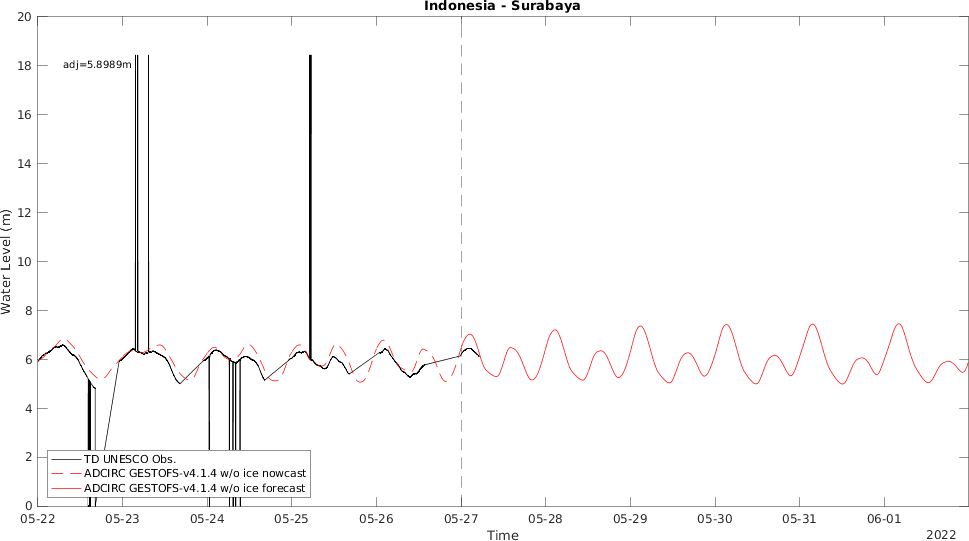 Indonesia - Surabaya
Water Level (m)
20
18
16
14
12
10
8
6
4
2
0
adj=5.8989m
TD UNESCO Obs.
ADCIRC GESTOFS-v4.1.4 w/o ice nowcast
ADCIRC GESTOFS-v4.1.4 w/o ice forecast
05-22 05-23 05-24 05-25 05-26 05-27 05-28 05-29 05-30 05-31 06-01
Time
2022